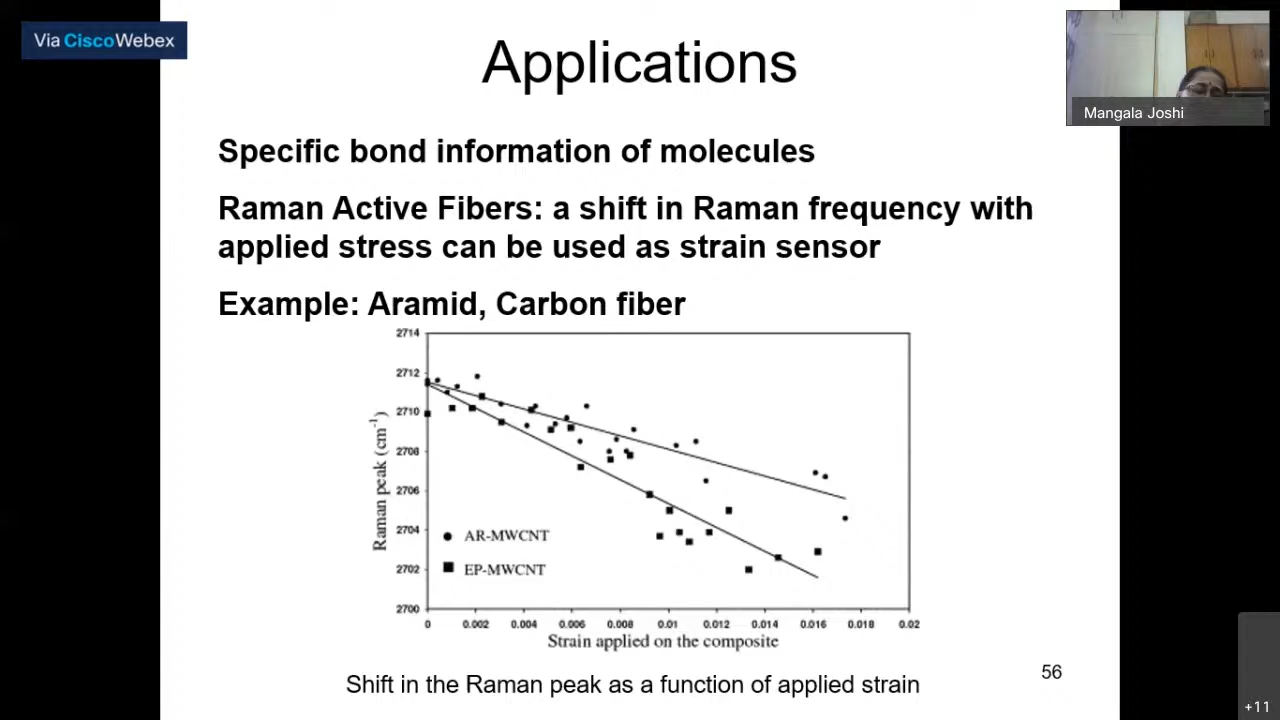 Via CiscoWebex
Applications
Mangala Joshi
Specific bond information of molecules
Raman Active Fibers: a shift in Raman frequency with
applied stress can be used as strain sensor
Example: Aramid, Carbon fiber
2714
2712
2710
2708
2706
2704
2702
2700
Raman peak (cm⁻¹)
AR-MWCNT
EP-MWCNT
0 0.002 0.004 0.006 0.008 0.01 0.012 0.014 0.016 0.018 0.02
Strain applied on the composite
Shift in the Raman peak as a function of applied strain
56
+11